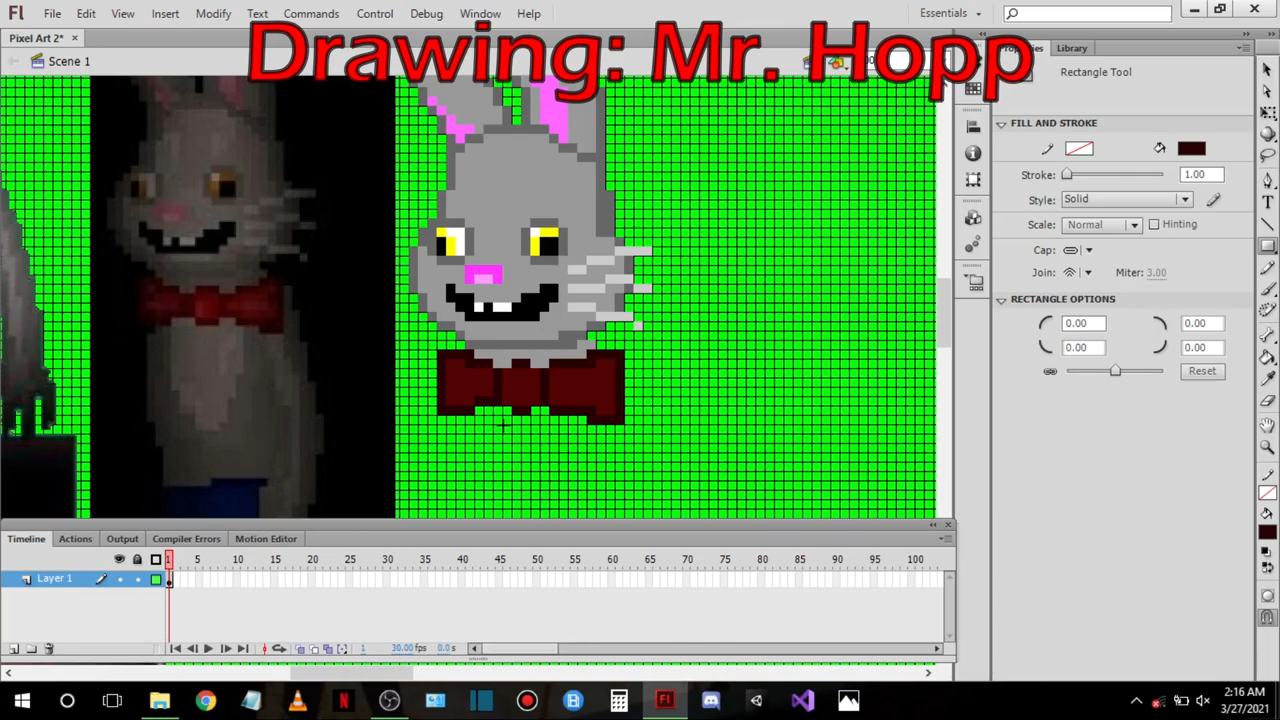 Fl File Edit View Insert Modify Text Commands Control Debug Window Help Essentials
Drawing: Mr. Hopp
Pixel Art 2* Library
Scene 1 Rectangle Tool
FILL AND STROKE
Stroke: 1.00
Style: Solid
Scale: Normal Hinting
Cap:
Join: Miter: 3.00
RECTANGLE OPTIONS
0.00 0.00
0.00 0.00
Reset
Timeline Actions Output Compiler Errors Motion Editor
1 5 10 15 20 25 30 35 40 45 50 55 60 65 70 75 80 85 90 95 100
Layer 1
1 30.00 fps 0.0 s
2:16 AM
3/27/2021